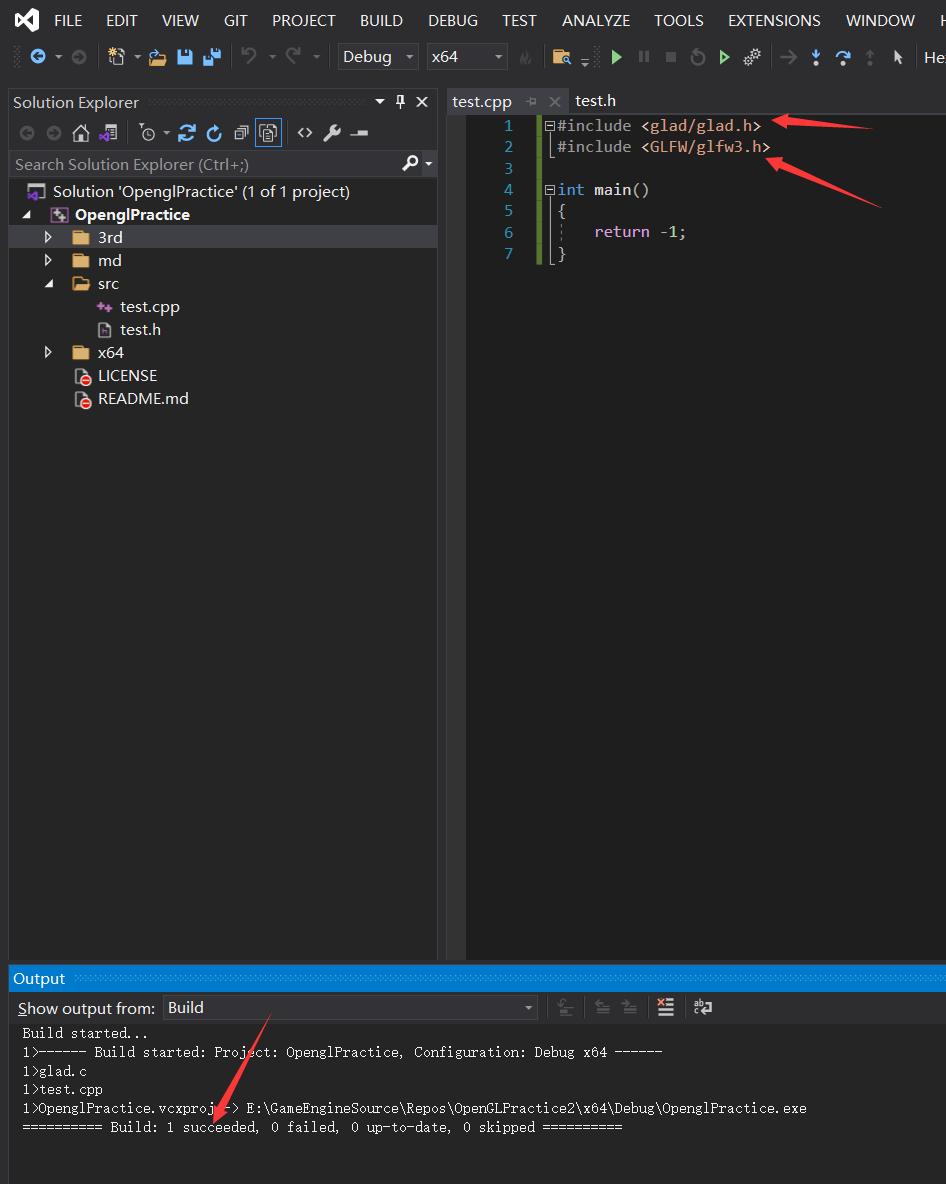 FILE EDIT VIEW GIT PROJECT BUILD DEBUG TEST ANALYZE TOOLS EXTENSIONS WINDOW
Debug x64
Solution Explorer
test.cpp test.h
Search Solution Explorer (Ctrl+;)
Solution 'OpenglPractice' (1 of 1 project)
OpenglPractice
3rd
md
src
test.cpp
test.h
x64
LICENSE
README.md
1 #include <glad/glad.h>
2 #include <GLFW/glfw3.h>
3
4 int main()
5 {
6 return -1;
7 }
Output
Show output from: Build
Build started...
1>------ Build started: Project: OpenglPractice, Configuration: Debug x64 ------
1>glad.c
1>test.cpp
1>OpenglPractice.vcxproj -> E:\GameEngineSource\Repos\OpenGLPractice2\x64\Debug\OpenglPractice.exe
========== Build: 1 succeeded, 0 failed, 0 up-to-date, 0 skipped ==========